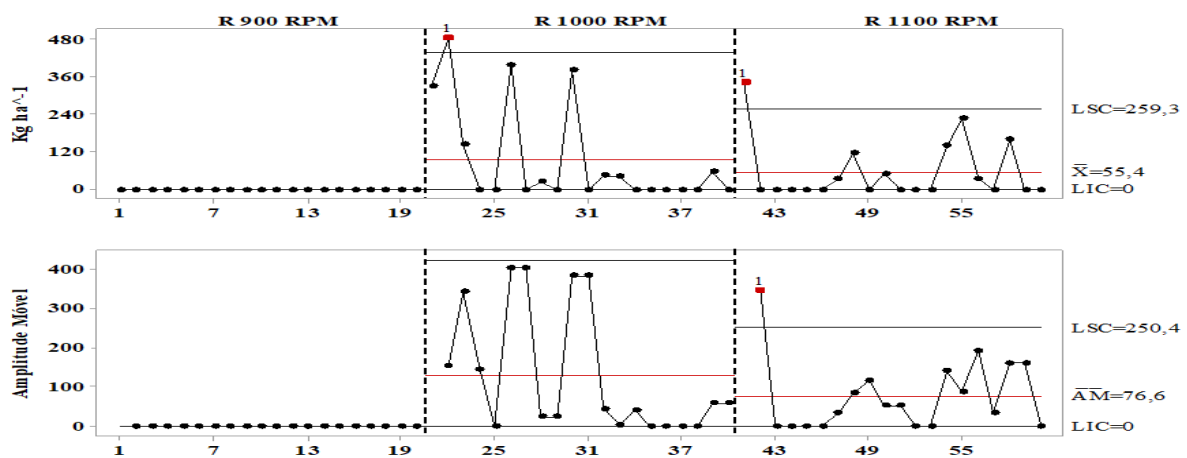 R 900 RPM R 1000 RPM R 1100 RPM
Kg ha^-1
480
360
240
120
0
1
1
LSC=259,3
X=55,4
LIC=0
1 7 13 19 25 31 37 43 49 55
Amplitude Móvel
400
300
200
100
0
1
LSC=250,4
AM=76,6
LIC=0
1 7 13 19 25 31 37 43 49 55